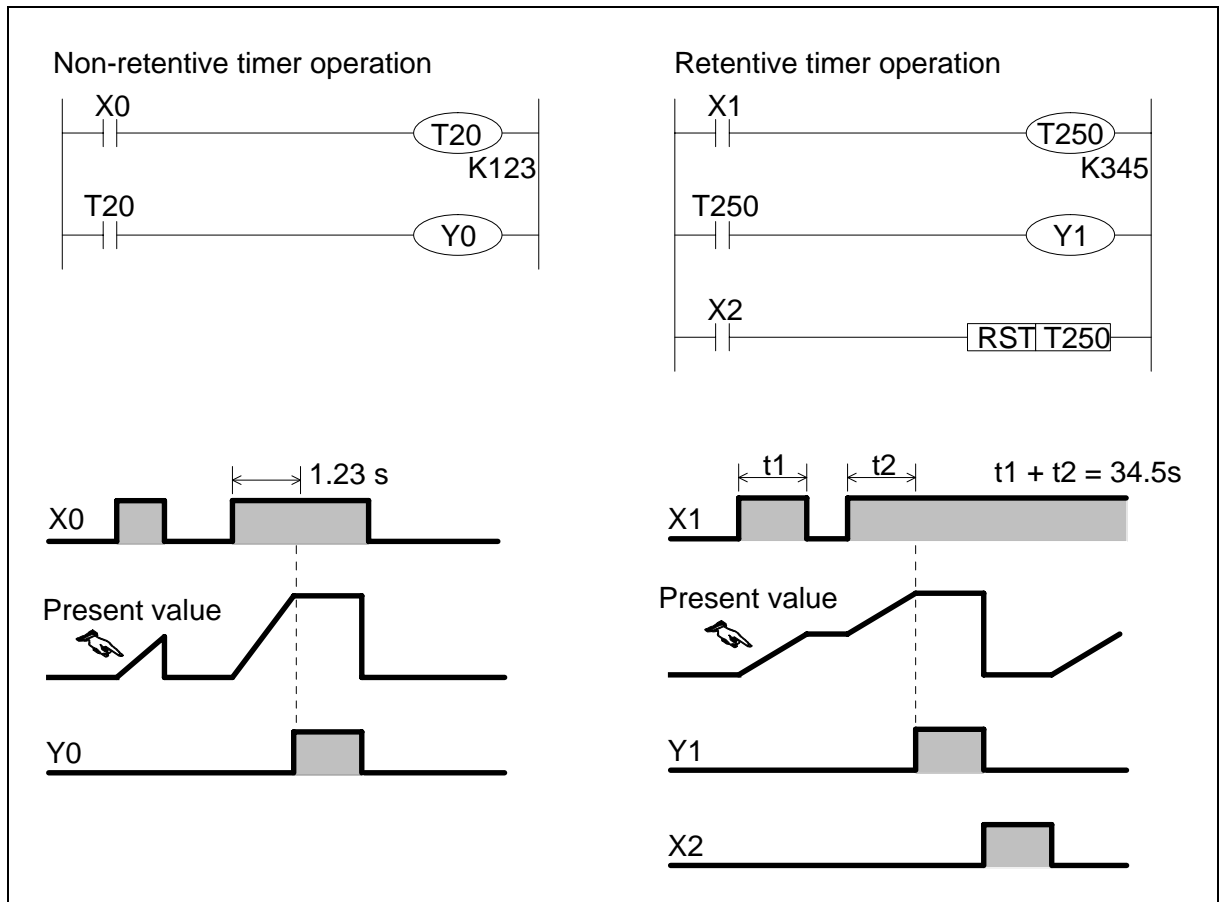 Non-retentive timer operation
X0
T20
K123
T20
Y0
1.23 s
X0
Present value
Y0
Retentive timer operation
X1
T250
K345
T250
Y1
X2
RST T250
t1 t2 t1 + t2 = 34.5s
X1
Present value
Y1
X2